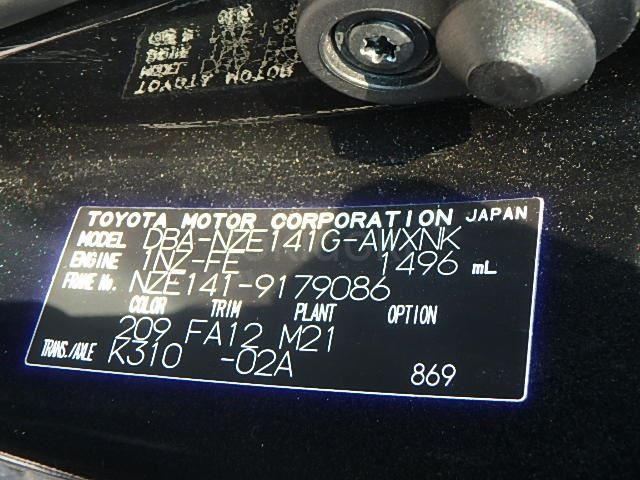 TOYOTA MOTOR CORPORATION JAPAN
MODEL DBA-NZE141G-AWXNK
ENGINE 1NZ-FE 1496 mL
FRAME No. NZE141-9179086
COLOR TRIM PLANT OPTION
209 FA12 M21
TRANS./AXLE K310 -02A
869